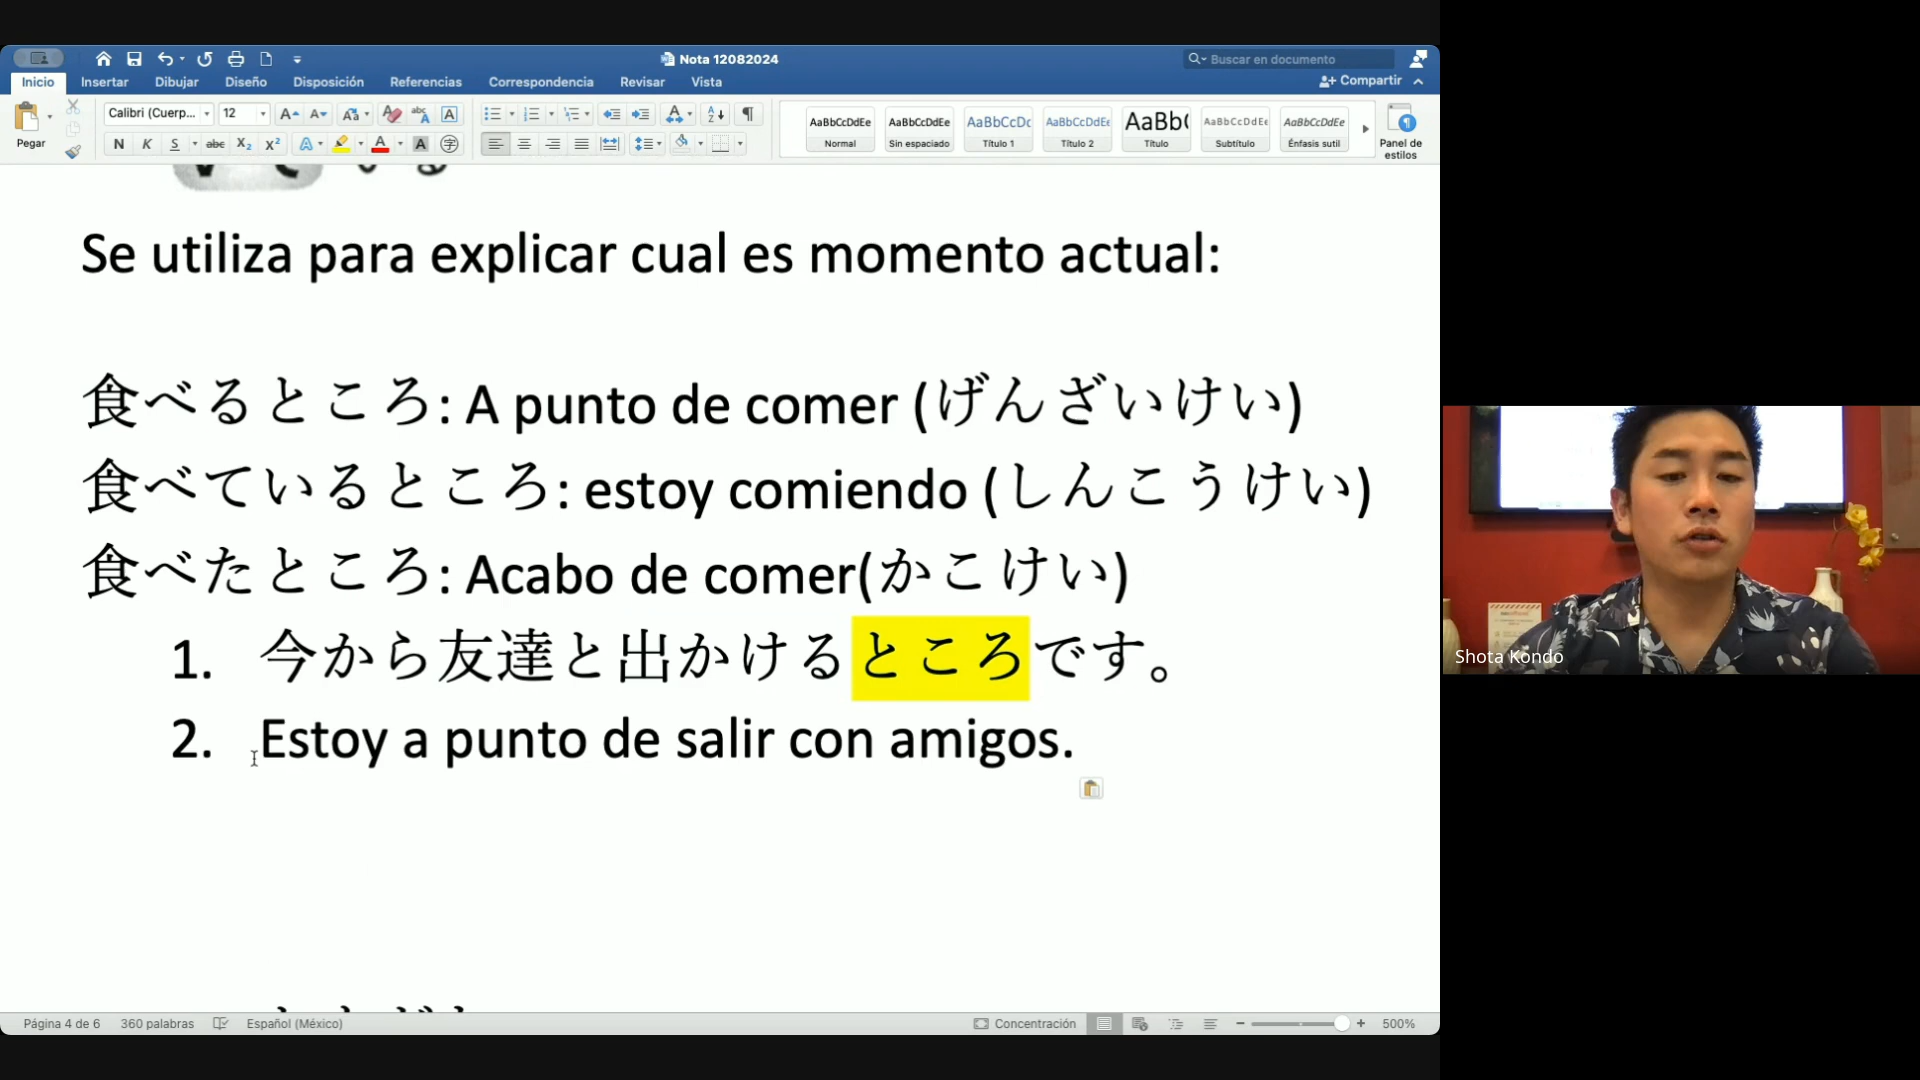 Nota 12082024
Buscar en documento
Inicio Insertar Dibujar Diseño Disposición Referencias Correspondencia Revisar Vista
Compartir
Pegar
Calibri (Cuerp... 12
N K S abc X₂ X²
AaBbCcDdEe Normal
AaBbCcDdEe Sin espaciado
AaBbCcDc Título 1
AaBbCcDdEe Título 2
AaBb( Título
AaBbCcDdEe Subtítulo
AaBbCcDdEe Énfasis sutil
Panel de estilos
Se utiliza para explicar cual es momento actual:
食べるところ: A punto de comer (げんざいけい)
食べているところ: estoy comiendo (しんこうけい)
食べたところ: Acabo de comer(かこけい)
1. 今から友達と出かけるところです。
2. Estoy a punto de salir con amigos.
Página 4 de 6 360 palabras Español (México) Concentración 500%
Shota Kondo